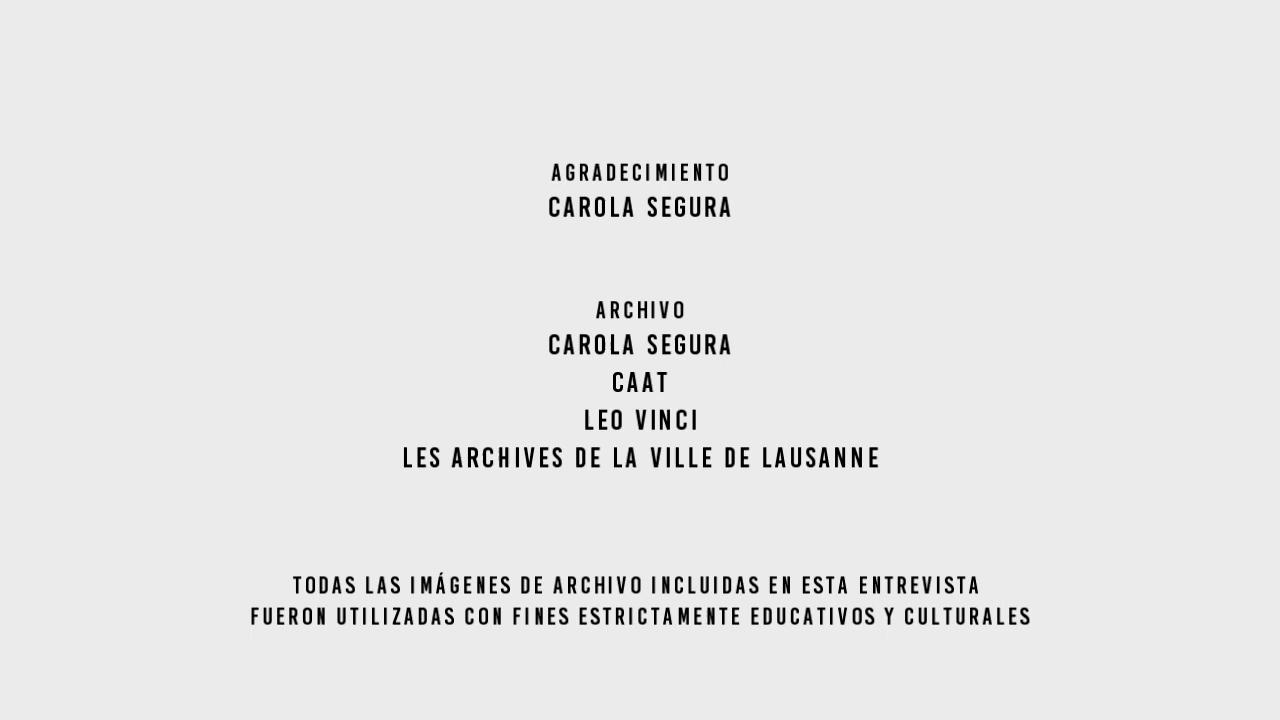 AGRADECIMIENTO
CAROLA SEGURA
ARCHIVO
CAROLA SEGURA
CAAT
LEO VINCI
LES ARCHIVES DE LA VILLE DE LAUSANNE
TODAS LAS IMÁGENES DE ARCHIVO INCLUIDAS EN ESTA ENTREVISTA
FUERON UTILIZADAS CON FINES ESTRICTAMENTE EDUCATIVOS Y CULTURALES